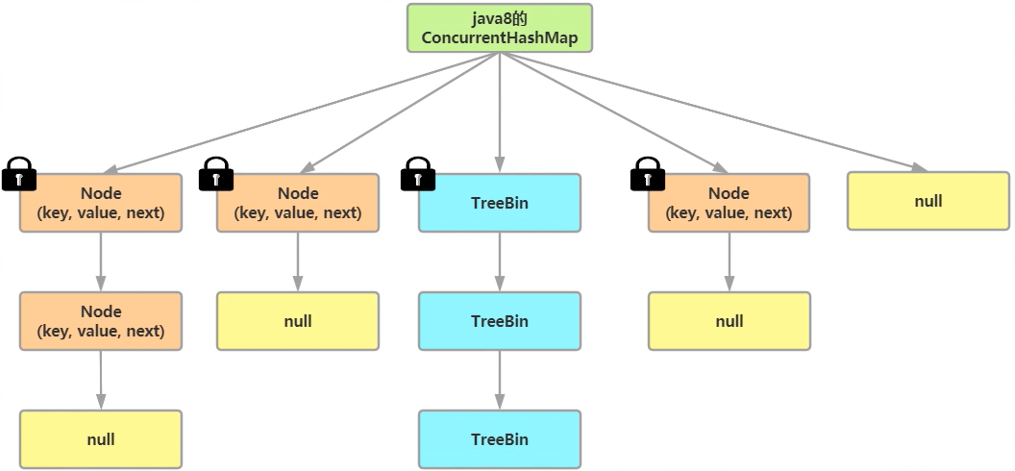 java8的
ConcurrentHashMap
Node
(key, value, next)
Node
(key, value, next)
TreeBin
Node
(key, value, next)
null
Node
(key, value, next)
null
TreeBin
null
null
TreeBin